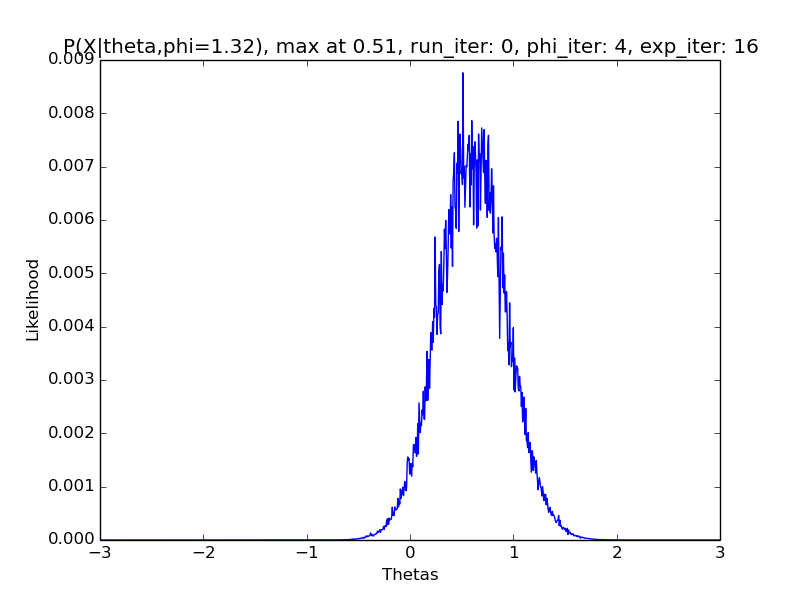 P(X|theta,phi=1.32), max at 0.51, run_iter: 0, phi_iter: 4, exp_iter: 16
0.009
0.008
0.007
0.006
0.005
0.004
0.003
0.002
0.001
0.000
Likelihood
−3 −2 −1 0 1 2 3
Thetas